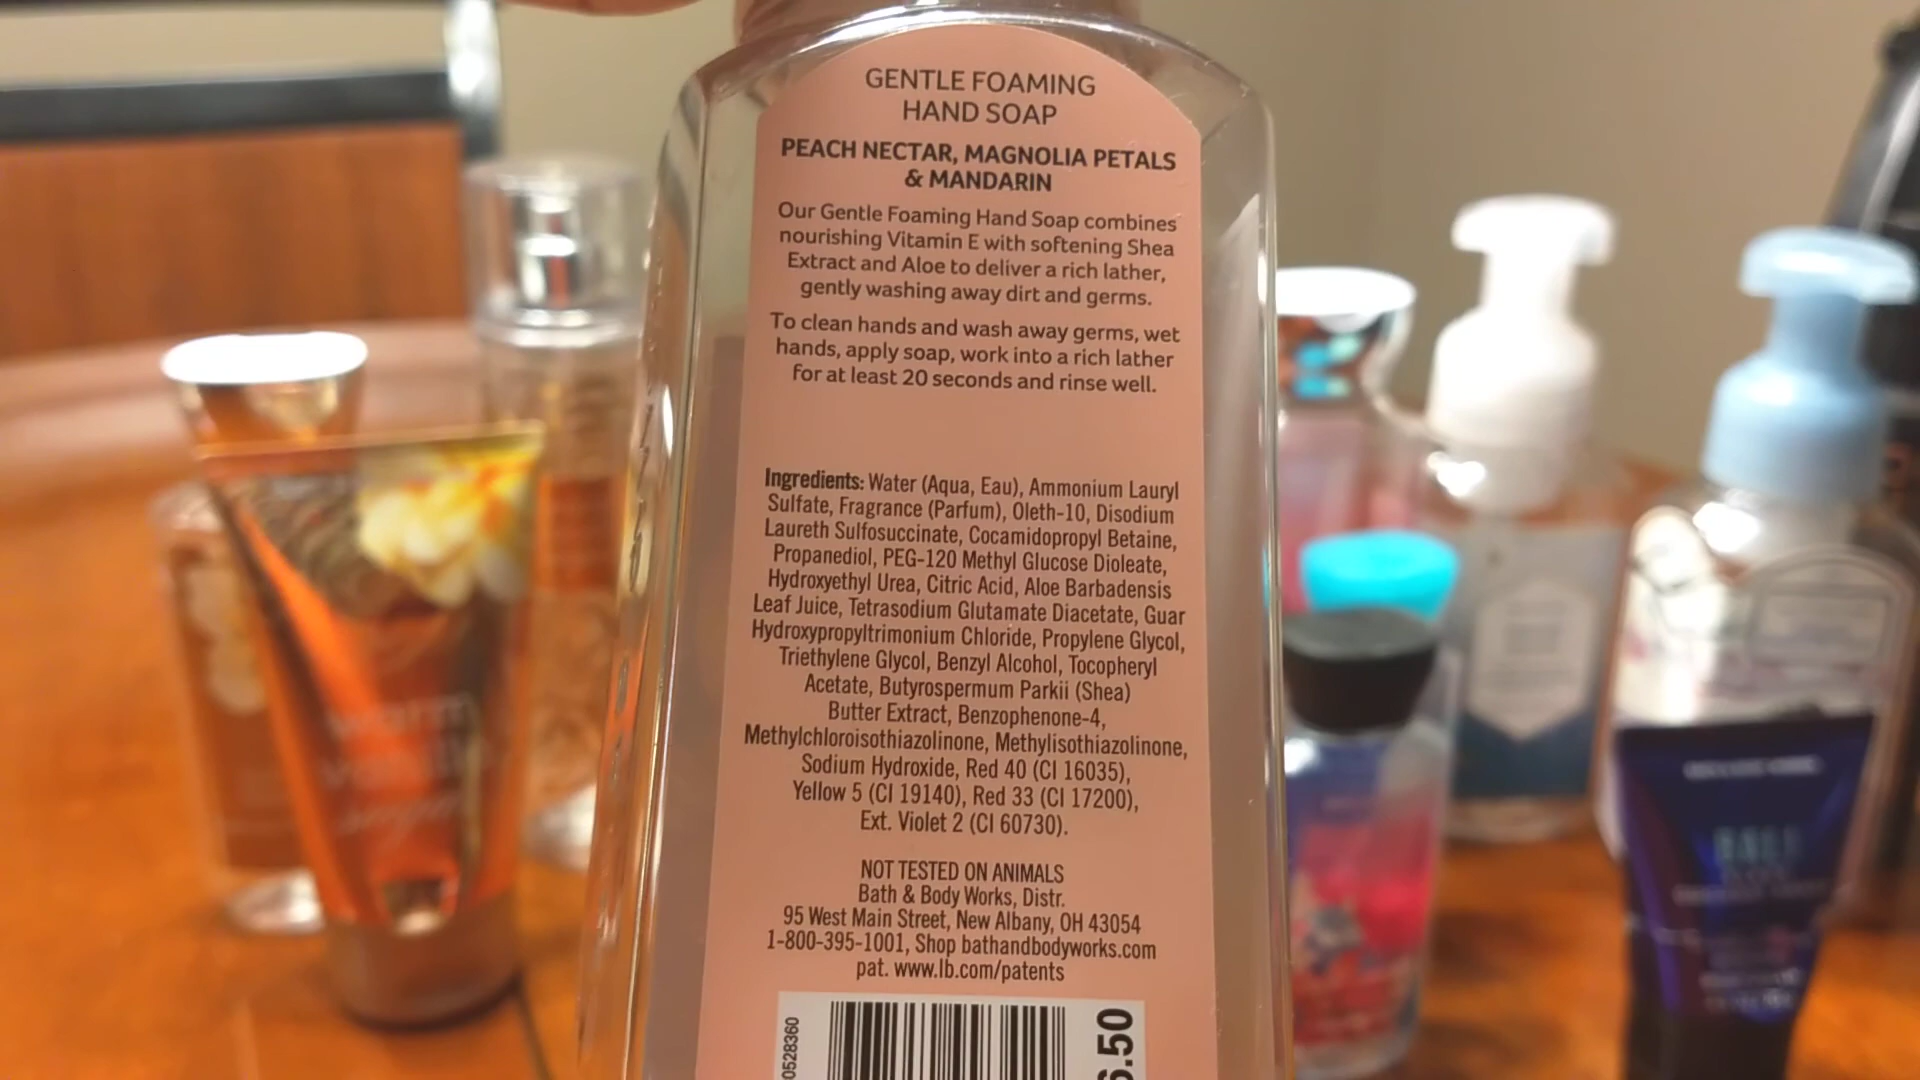 GENTLE FOAMING
HAND SOAP
PEACH NECTAR, MAGNOLIA PETALS
& MANDARIN
Our Gentle Foaming Hand Soap combines
nourishing Vitamin E with softening Shea
Extract and Aloe to deliver a rich lather,
gently washing away dirt and germs.
To clean hands and wash away germs, wet
hands, apply soap, work into a rich lather
for at least 20 seconds and rinse well.
Ingredients: Water (Aqua, Eau), Ammonium Lauryl
Sulfate, Fragrance (Parfum), Oleth-10, Disodium
Laureth Sulfosuccinate, Cocamidopropyl Betaine,
Propanediol, PEG-120 Methyl Glucose Dioleate,
Hydroxyethyl Urea, Citric Acid, Aloe Barbadensis
Leaf Juice, Tetrasodium Glutamate Diacetate, Guar
Hydroxypropyltrimonium Chloride, Propylene Glycol,
Triethylene Glycol, Benzyl Alcohol, Tocopheryl
Acetate, Butyrospermum Parkii (Shea)
Butter Extract, Benzophenone-4,
Methylchloroisothiazolinone, Methylisothiazolinone,
Sodium Hydroxide, Red 40 (CI 16035),
Yellow 5 (CI 19140), Red 33 (CI 17200),
Ext. Violet 2 (CI 60730).
NOT TESTED ON ANIMALS
Bath & Body Works, Distr.
95 West Main Street, New Albany, OH 43054
1-800-395-1001, Shop bathandbodyworks.com
pat. www.lb.com/patents
0528360
6.50
warm